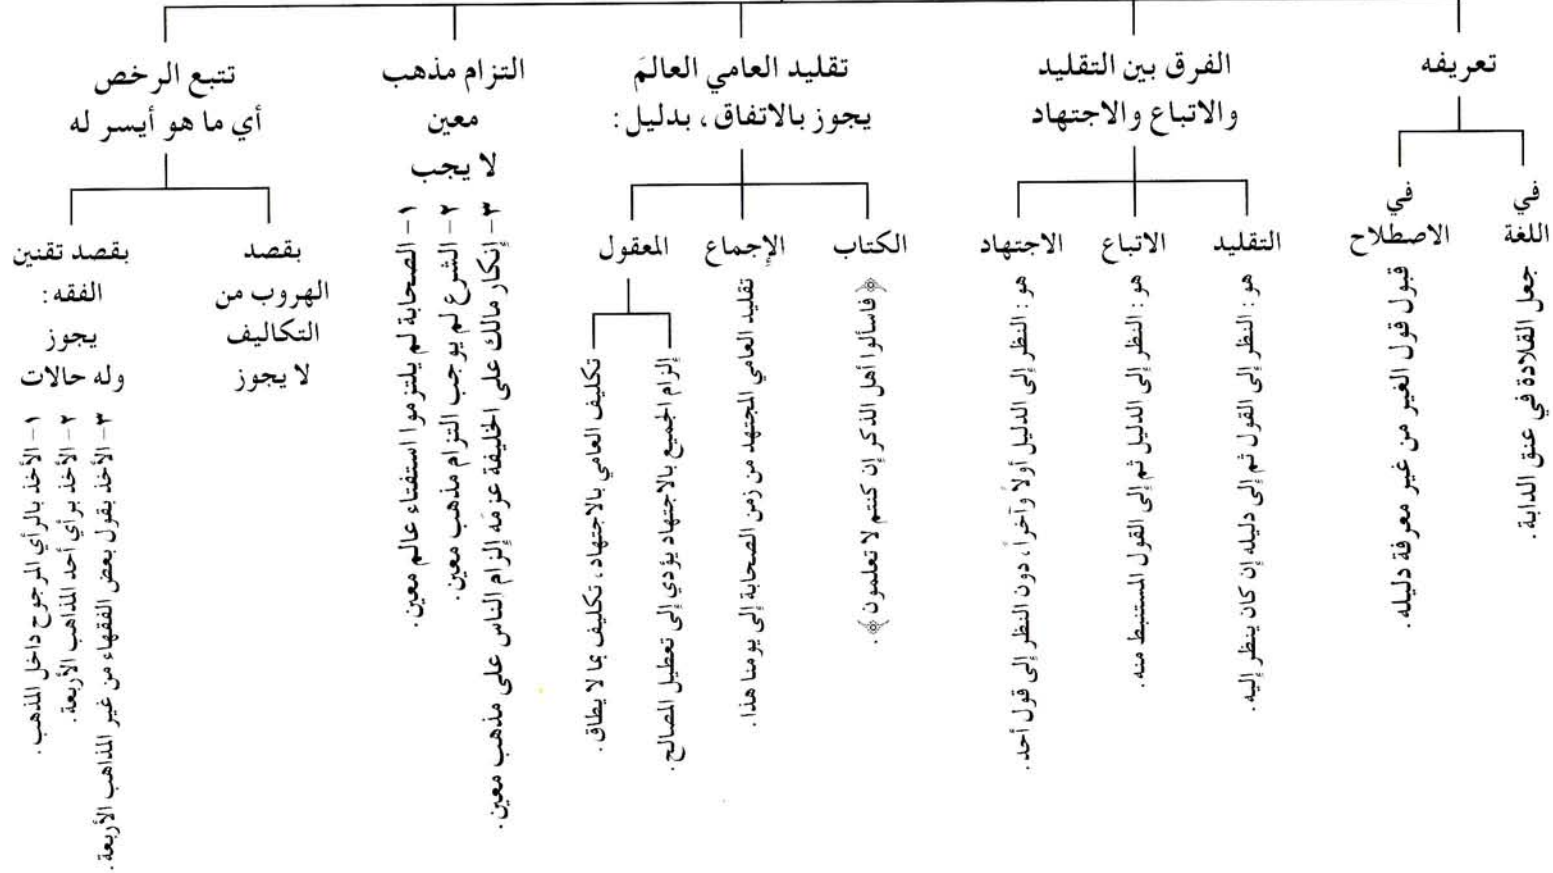 تعريفه
في
اللغة
جعل القلادة في عنق الدابة .
في
الاصطلاح
قبول قول الغير من غير معرفة دليله .
الفرق بين التقليد
والاتباع والاجتهاد
التقليد
هو : النظر إلى القول ثم إلى دليله إن كان ينظر إليه .
الاتباع
هو : النظر إلى الدليل ثم إلى القول المستنبط منه .
الاجتهاد
هو : النظر إلى الدليل أولاً وآخراً ، دون النظر إلى قول أحد .
تقليد العامي العالمَ
يجوز بالاتفاق ، بدليل :
الكتاب
﴿ فاسألوا أهل الذكر إن كنتم لا تعلمون ﴾ .
الإجماع
تقليد العامي المجتهد من زمن الصحابة إلى يومنا هذا .
المعقول
إلزام الجميع بالاجتهاد يؤدي إلى تعطيل المصالح .
تكليف العامي بالاجتهاد ، تكليف بما لا يطاق .
التزام مذهب
معين
لا يجب
١ – الصحابة لم يلتزموا استفتاء عالم معين .
٢ – الشرع لم يوجب التزام مذهب معين .
٣ – إنكار مالك على الخليفة عزمَه إلزام الناس على مذهب معين .
تتبع الرخص
أي ما هو أيسر له
بقصد
الهروب من
التكاليف
لا يجوز
بقصد تقنين
الفقه :
يجوز
وله حالات
١ – الأخذ بالرأي المرجوح داخل المذهب .
٢ – الأخذ برأي أحد المذاهب الأربعة .
٣ – الأخذ بقول بعض الفقهاء من غير المذاهب الأربعة .